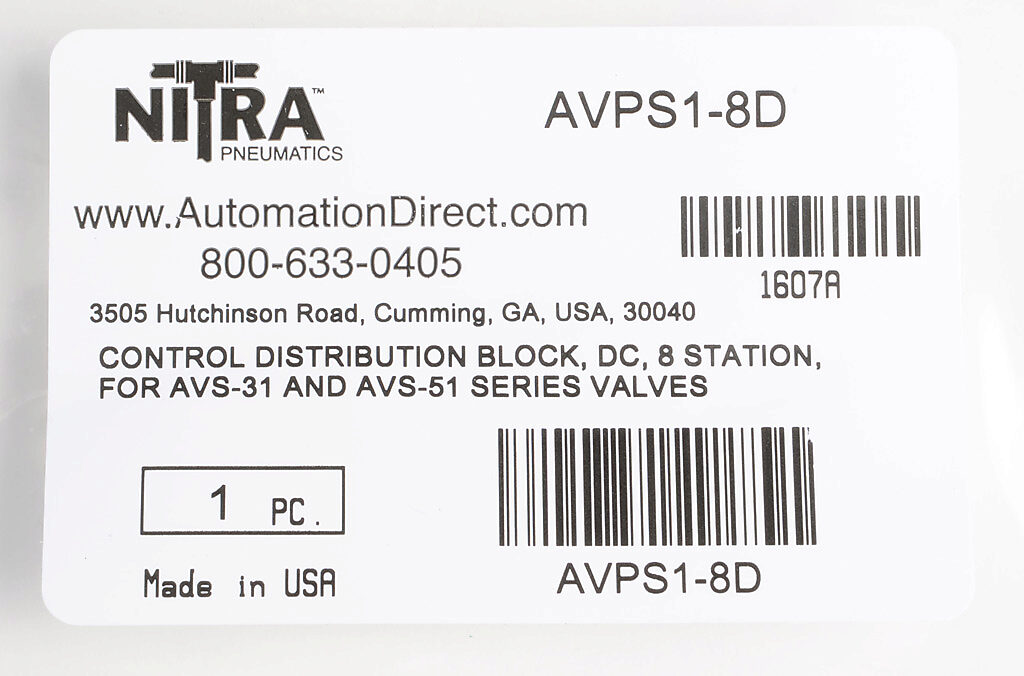 NITRA™
PNEUMATICS
AVPS1-8D
www.AutomationDirect.com
800-633-0405
1607A
3505 Hutchinson Road, Cumming, GA, USA, 30040
CONTROL DISTRIBUTION BLOCK, DC, 8 STATION,
FOR AVS-31 AND AVS-51 SERIES VALVES
1 PC.
Made in USA
AVPS1-8D